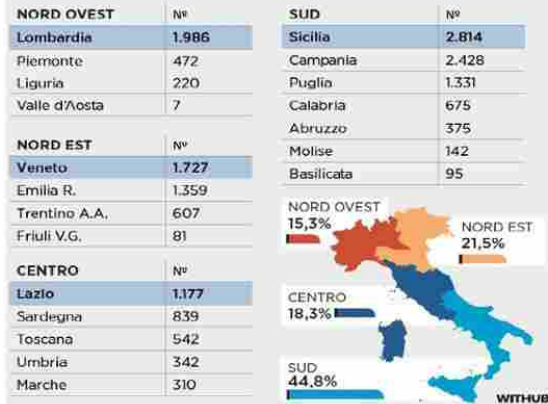 NORD OVEST Nº
Lombardia 1.986
Piemonte 472
Liguria 220
Valle d'Aosta 7
NORD EST Nº
Veneto 1.727
Emilia R. 1.359
Trentino A.A. 607
Friuli V.G. 81
CENTRO Nº
Lazio 1.177
Sardegna 839
Toscana 542
Umbria 342
Marche 310
SUD Nº
Sicilia 2.814
Campania 2.428
Puglia 1.331
Calabria 675
Abruzzo 375
Molise 142
Basilicata 95
NORD OVEST
15,3%
NORD EST
21,5%
CENTRO
18,3%
SUD
44,8%
WITHUB